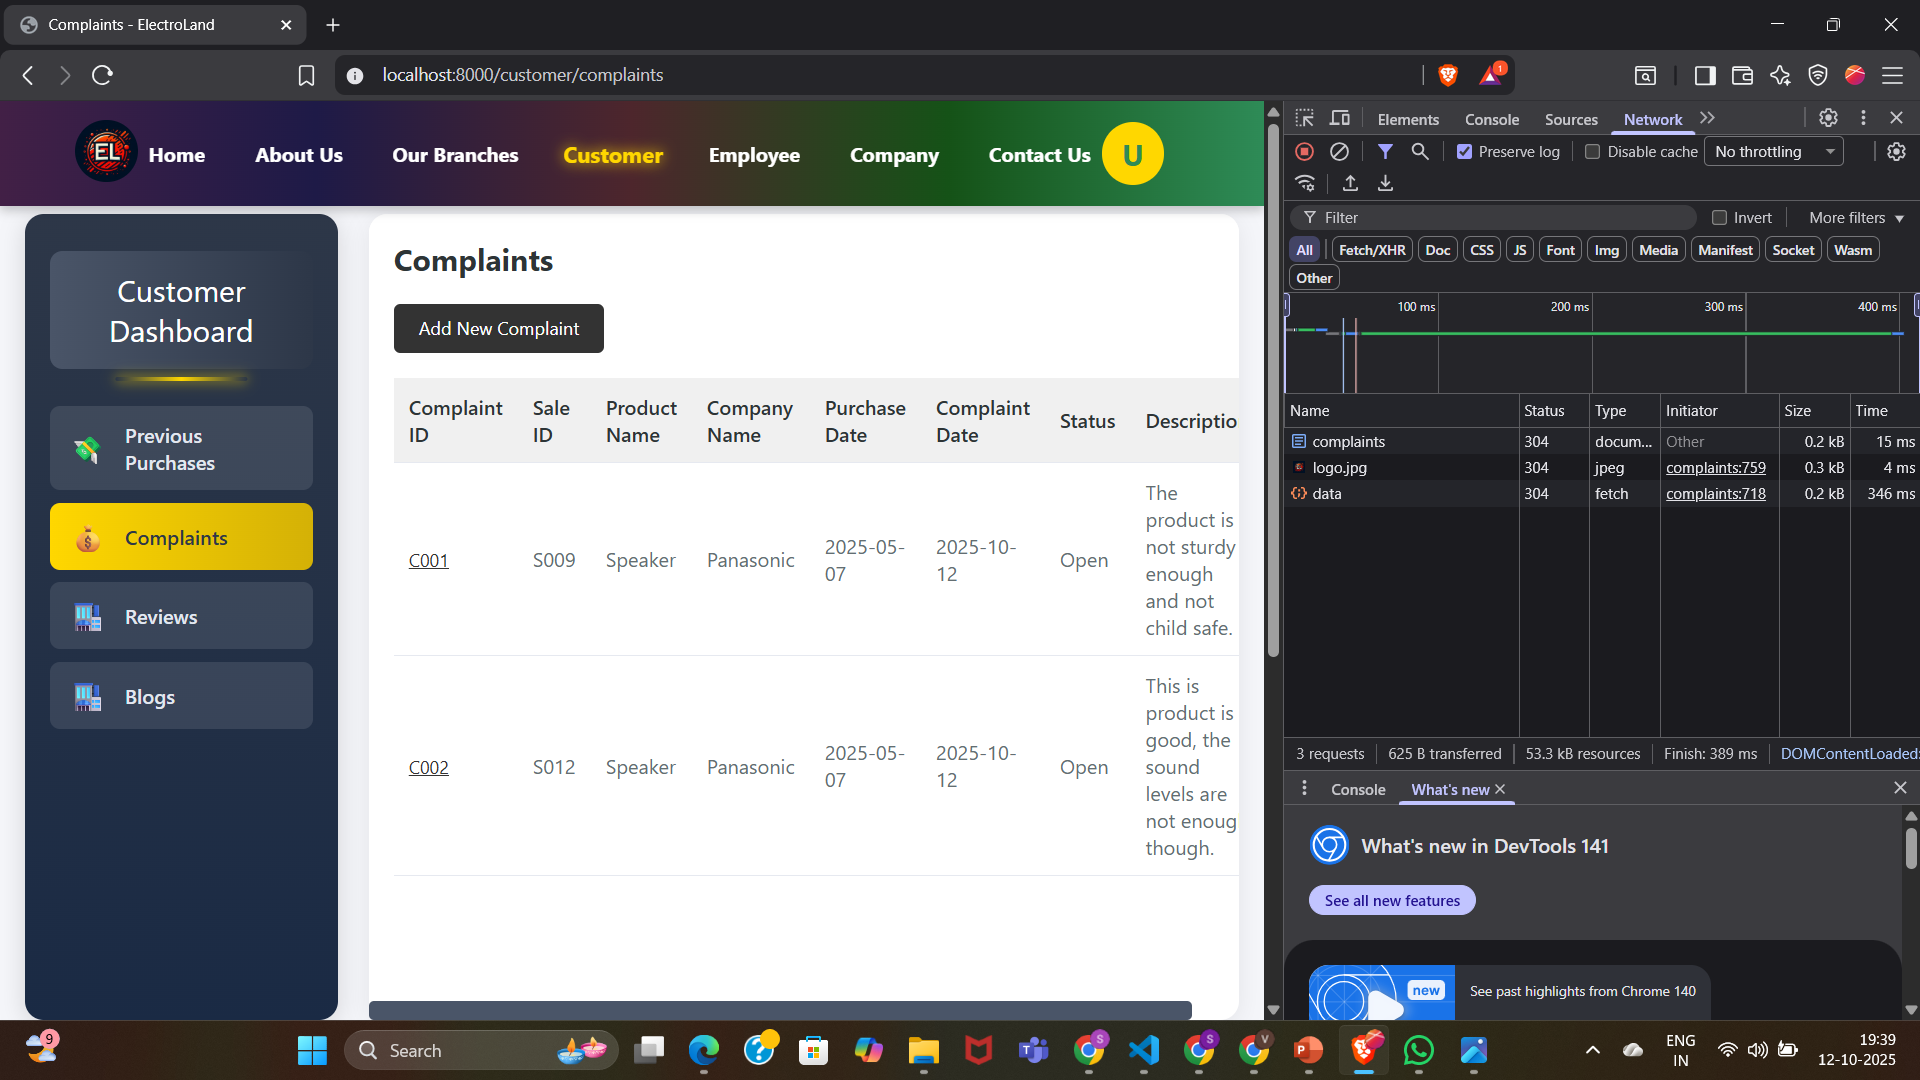 Complaints - ElectroLand
localhost:8000/customer/complaints
1
EL
Home
About Us
Our Branches
Customer
Employee
Company
Contact Us
U
Customer
Dashboard
Previous
Purchases
Complaints
Reviews
Blogs
Complaints
Add New Complaint
Complaint ID Sale ID Product Name Company Name Purchase Date Complaint Date Status Descriptio
C001 S009 Speaker Panasonic 2025-05-07 2025-10-12 Open
The
product is
not sturdy
enough
and not
child safe.
C002 S012 Speaker Panasonic 2025-05-07 2025-10-12 Open
This is
product is
good, the
sound
levels are
not enoug
though.
Elements Console Sources Network
Preserve log Disable cache No throttling
Filter Invert More filters
All Fetch/XHR Doc CSS JS Font Img Media Manifest Socket Wasm
Other
100 ms 200 ms 300 ms 400 ms
Name Status Type Initiator Size Time
complaints 304 docum... Other 0.2 kB 15 ms
logo.jpg 304 jpeg complaints:759 0.3 kB 4 ms
data 304 fetch complaints:718 0.2 kB 346 ms
3 requests 625 B transferred 53.3 kB resources Finish: 389 ms DOMContentLoaded:
Console What's new
What's new in DevTools 141
See all new features
new
See past highlights from Chrome 140
9
Search
S
S
V
ENG
IN
19:39
12-10-2025